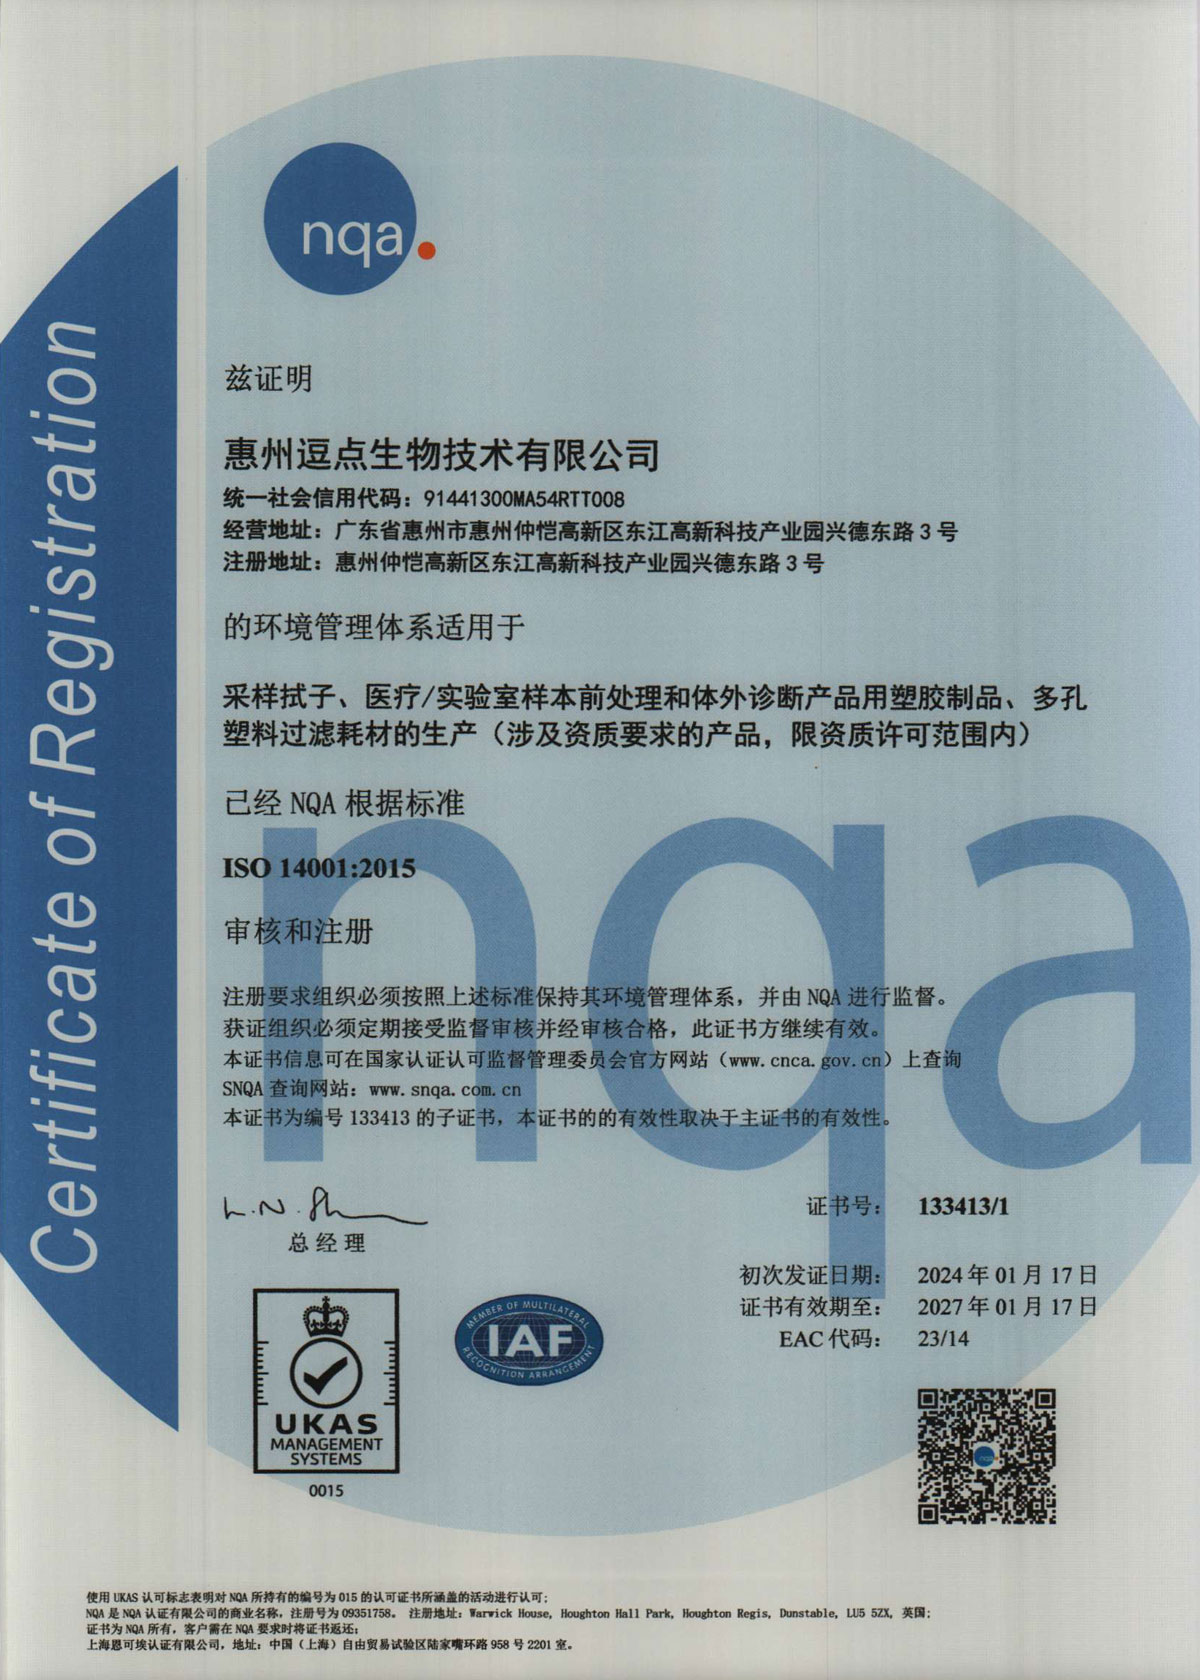 nqa.
Certificate of Registration
兹证明
惠州逗点生物技术有限公司
统一社会信用代码：91441300MA54RTT008
经营地址：广东省惠州市惠州仲恺高新区东江高新科技产业园兴德东路 3 号
注册地址：惠州仲恺高新区东江高新科技产业园兴德东路 3 号
的环境管理体系适用于
采样拭子、医疗/实验室样本前处理和体外诊断产品用塑胶制品、多孔
塑料过滤耗材的生产（涉及资质要求的产品，限资质许可范围内）
已经 NQA 根据标准
ISO 14001:2015
审核和注册
nqa
注册要求组织必须按照上述标准保持其环境管理体系，并由 NQA 进行监督。
获证组织必须定期接受监督审核并经审核合格，此证书方继续有效。
本证书信息可在国家认证认可监督管理委员会官方网站（www.cnca.gov.cn）上查询
SNQA 查询网站：www.snqa.com.cn
本证书为编号 133413 的子证书，本证书的的有效性取决于主证书的有效性。
总 经 理
证书号： 133413/1
初次发证日期： 2024 年 01 月 17 日
证书有效期至： 2027 年 01 月 17 日
EAC 代码： 23/14
UKAS
MANAGEMENT
SYSTEMS
0015
MEMBER OF MULTILATERAL
IAF
RECOGNITION ARRANGEMENT
nqa
使用 UKAS 认可标志表明对 NQA 所持有的编号为 015 的认可证书所涵盖的活动进行认可；
NQA 是 NQA 认证有限公司的商业名称，注册号为 09351758。 注册地址：Warwick House, Houghton Hall Park, Houghton Regis, Dunstable, LU5 5ZX, 英国；
证书为 NQA 所有，客户需在 NQA 要求时将证书返还；
上海恩可埃认证有限公司，地址：中国（上海）自由贸易试验区陆家嘴环路 958 号 2201 室。